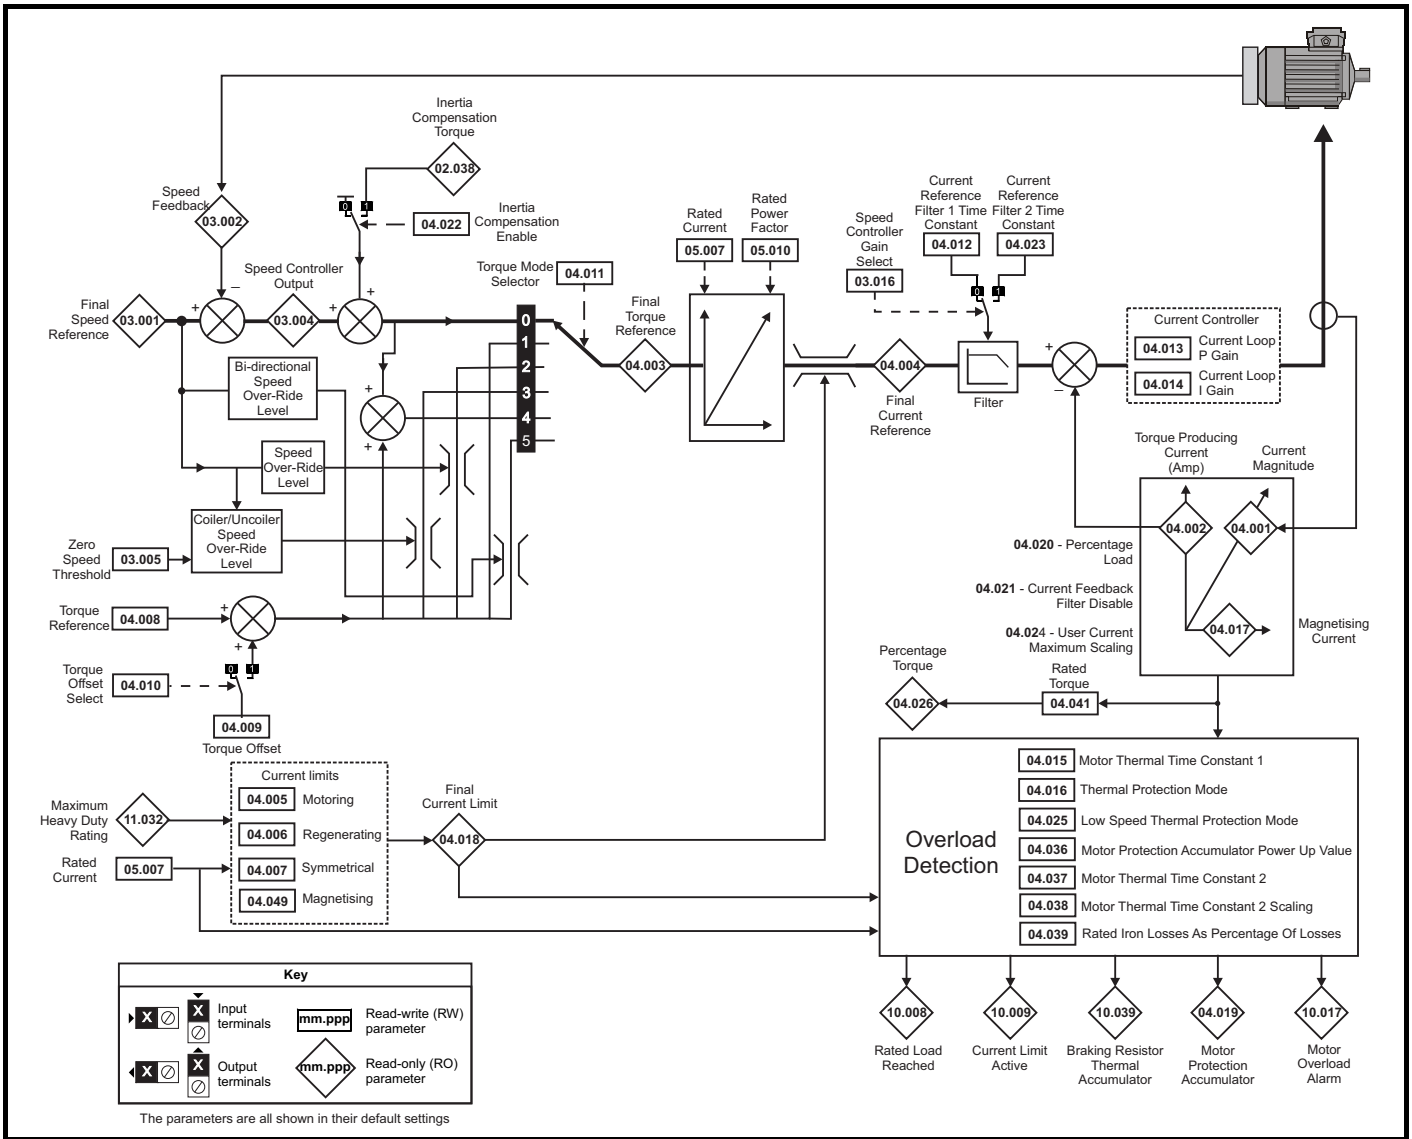 Inertia
Compensation
Torque
02.038
Speed
Feedback
03.002
0 1
04.022
Inertia
Compensation
Enable
Final
Speed
Reference
03.001
+
–
Speed Controller
Output
03.004
+
+
Torque Mode
Selector
04.011
0
1
2
3
4
5
Final
Torque
Reference
04.003
Rated
Current
05.007
Rated
Power
Factor
05.010
Speed
Controller
Gain
Select
03.016
Current
Reference
Filter 1 Time
Constant
04.012
Current
Reference
Filter 2 Time
Constant
04.023
0 1
04.004
Final
Current
Reference
Filter
+
–
Current Controller
04.013
Current Loop
P Gain
04.014
Current Loop
I Gain
Bi-directional
Speed
Over-Ride
Level
+
+
Speed
Over-Ride
Level
Coiler/Uncoiler
Speed
Over-Ride
Level
Zero
Speed
Threshold
03.005
Torque
Reference
04.008
+
+
0 1
Torque
Offset
Select
04.010
04.009
Torque Offset
Torque Producing
Current
(Amp)
Current
Magnitude
04.002
04.001
04.017
Magnetising
Current
04.020 - Percentage
Load
04.021 - Current Feedback
Filter Disable
04.024 - User Current
Maximum Scaling
Percentage
Torque
04.026
Rated
Torque
04.041
Maximum
Heavy Duty
Rating
11.032
Rated
Current
05.007
Current limits
04.005 Motoring
04.006 Regenerating
04.007 Symmetrical
04.049 Magnetising
Final
Current Limit
04.018
Overload
Detection
04.015 Motor Thermal Time Constant 1
04.016 Thermal Protection Mode
04.025 Low Speed Thermal Protection Mode
04.036 Motor Protection Accumulator Power Up Value
04.037 Motor Thermal Time Constant 2
04.038 Motor Thermal Time Constant 2 Scaling
04.039 Rated Iron Losses As Percentage Of Losses
10.008
Rated Load
Reached
10.009
Current Limit
Active
10.039
Braking Resistor
Thermal
Accumulator
04.019
Motor
Protection
Accumulator
10.017
Motor
Overload
Alarm
Key
X
X
Input
terminals
mm.ppp
Read-write (RW)
parameter
X
X
Output
terminals
mm.ppp
Read-only (RO)
parameter
The parameters are all shown in their default settings